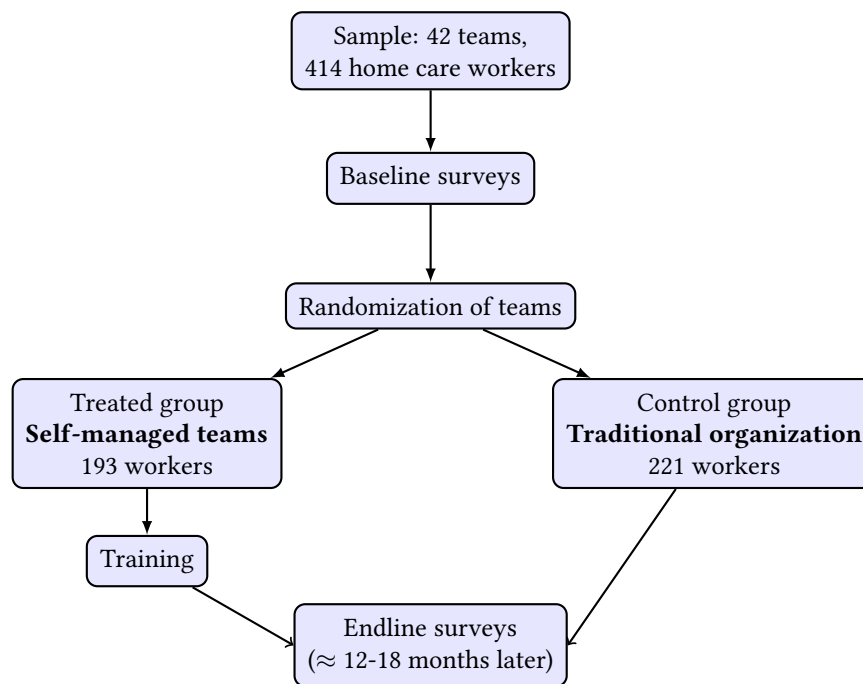 Sample: 42 teams,
414 home care workers
Baseline surveys
Randomization of teams
Treated group
Self-managed teams
193 workers
Control group
Traditional organization
221 workers
Training
Endline surveys
(≈ 12-18 months later)